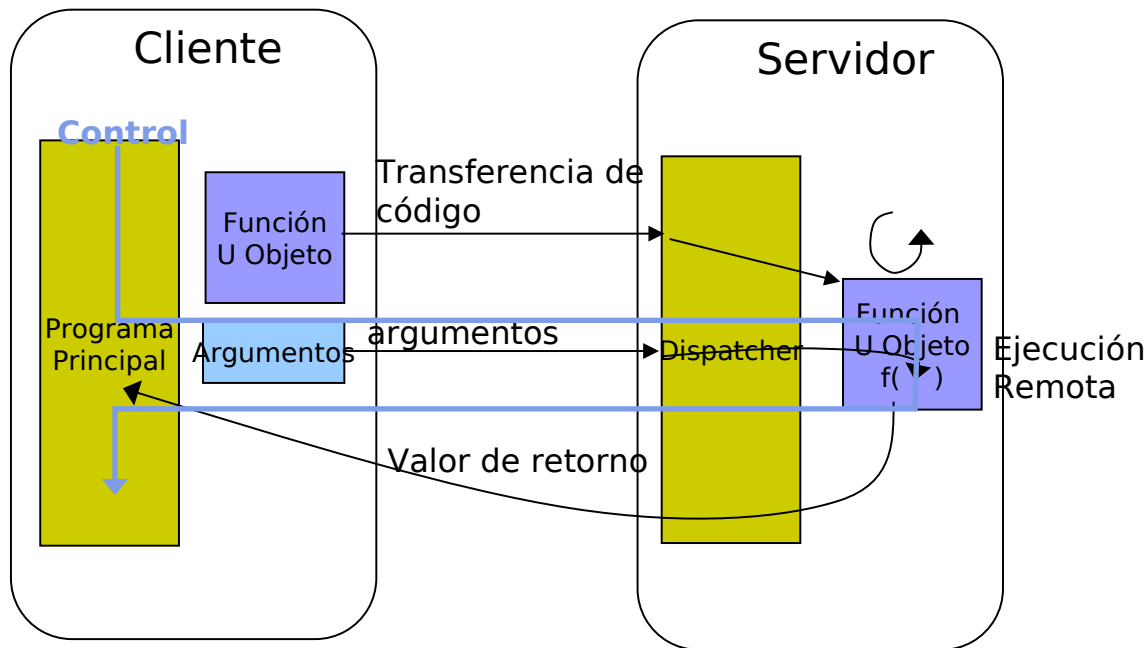 Cliente
Servidor
Control
Transferencia de
código
Función
U Objeto
Programa
Principal
Argumentos
argumentos
Dispatcher
Función
U Objeto
f( )
Ejecución
Remota
Valor de retorno